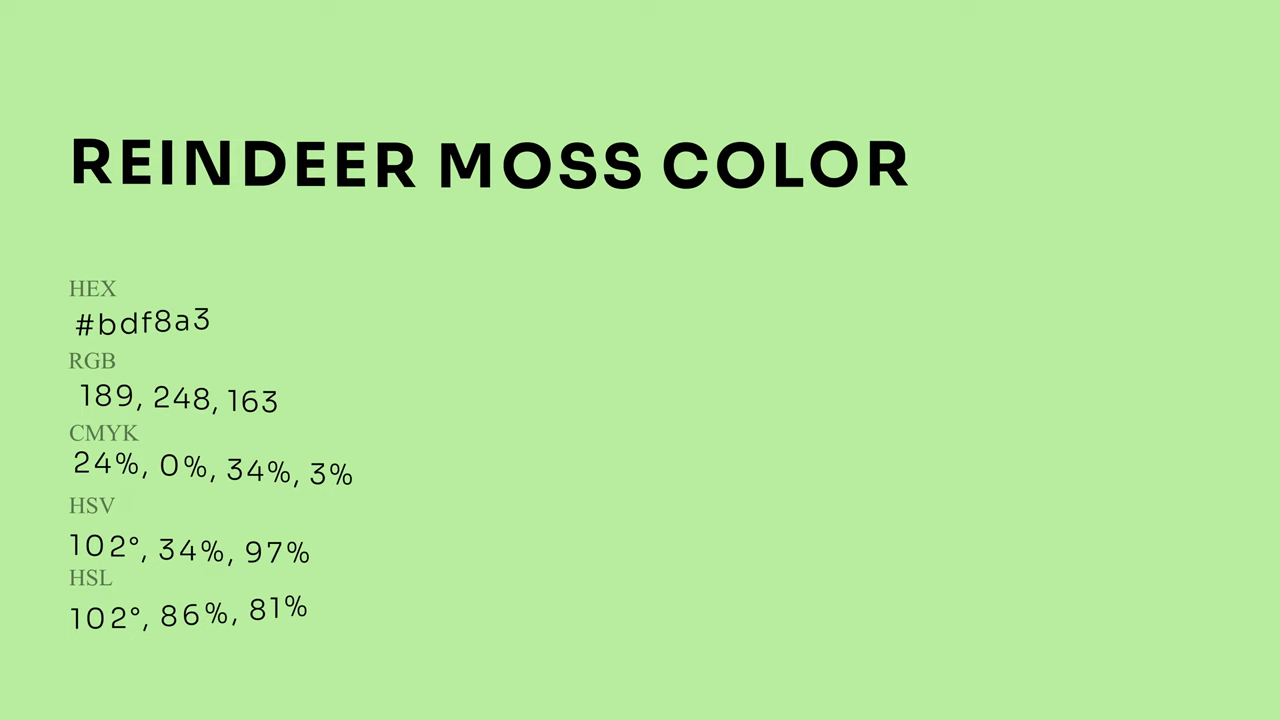 REINDEER MOSS COLOR
HEX
#bdf8a3
RGB
189, 248, 163
CMYK
24%, 0%, 34%, 3%
HSV
102°, 34%, 97%
HSL
102°, 86%, 81%